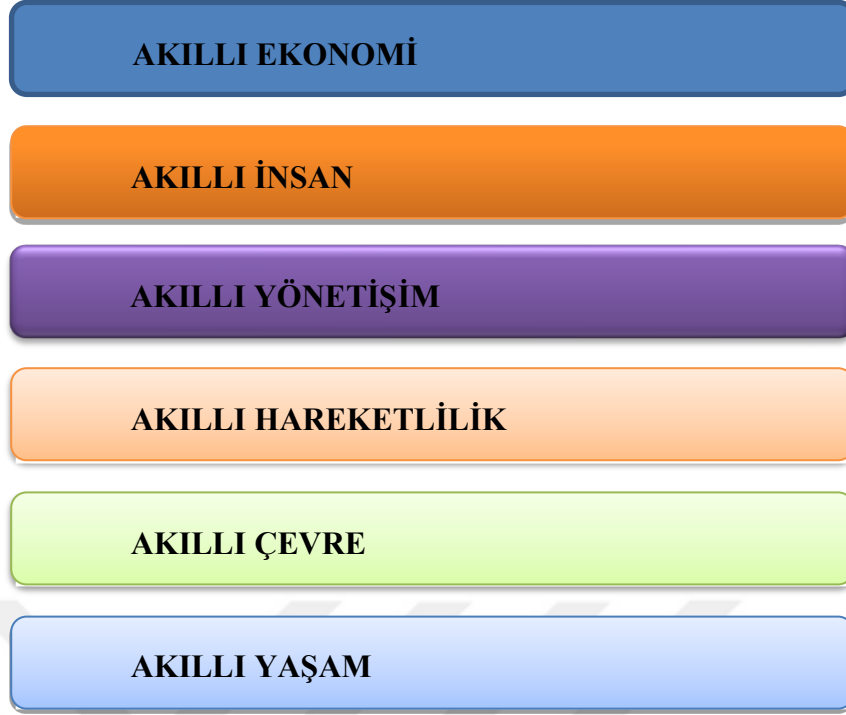 AKILLI EKONOMİ
AKILLI İNSAN
AKILLI YÖNETİŞİM
AKILLI HAREKETLİLİK
AKILLI ÇEVRE
AKILLI YAŞAM